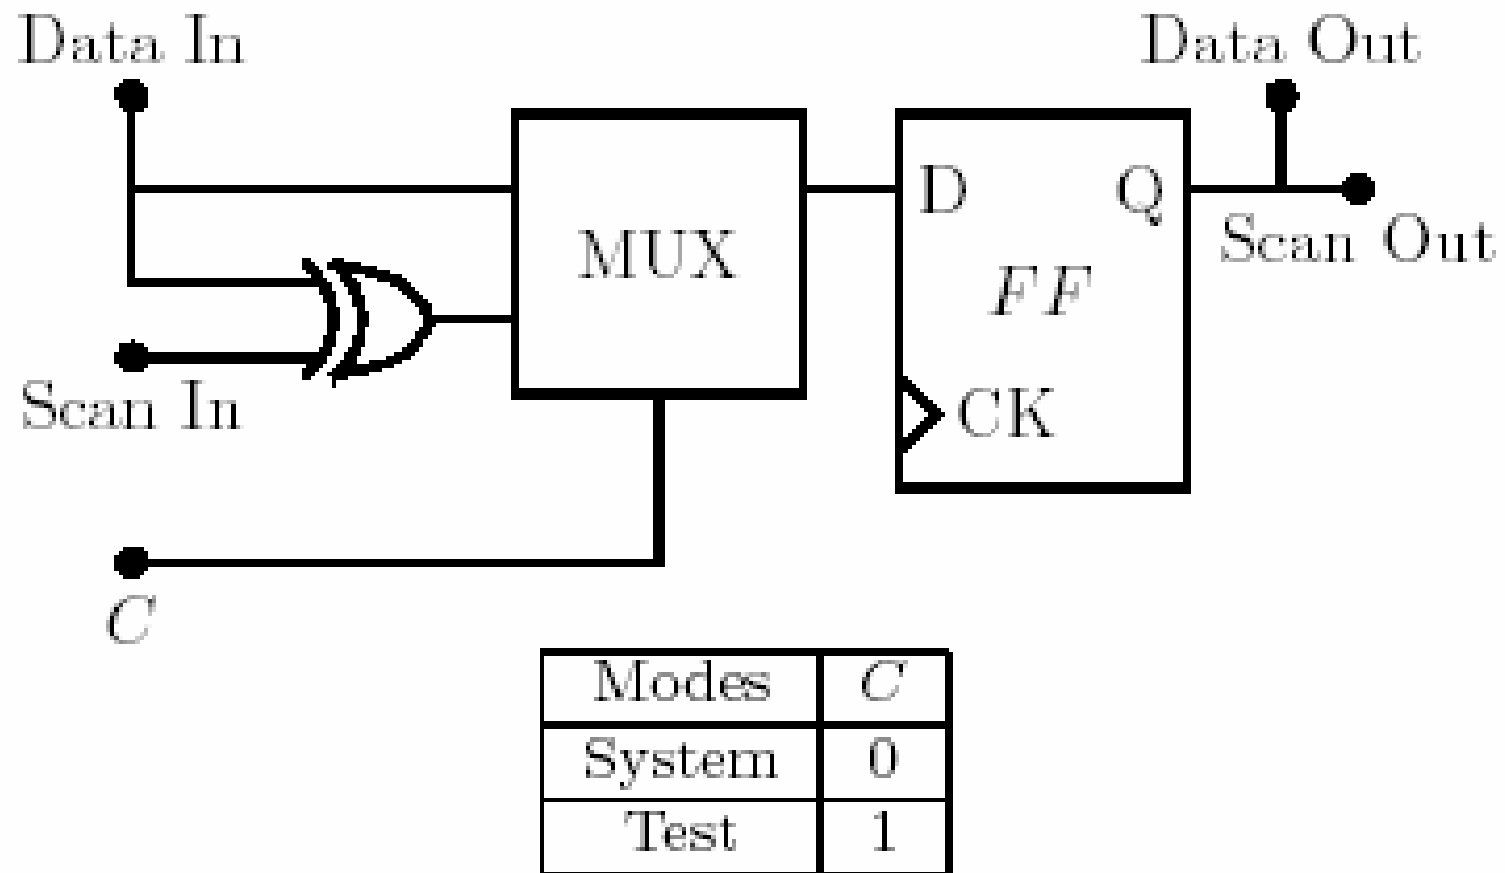 Data In
Data Out
D
Q
MUX
Scan Out
FF
Scan In
CK
C
Modes C
System 0
Test 1